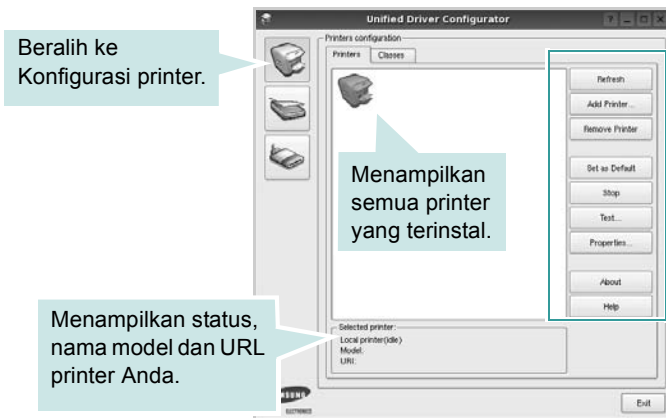 Unified Driver Configurator
Beralih ke
Konfigurasi printer.
Printers configuration
Printers
Classes
Refresh
Add Printer...
Remove Printer
Set as Default
Stop
Test...
Properties...
About
Help
Menampilkan
semua printer
yang terinstal.
Menampilkan status,
nama model dan URL
printer Anda.
Selected printer:
Local printer(idle)
Model:
URI:
ELECTRONICS
Exit